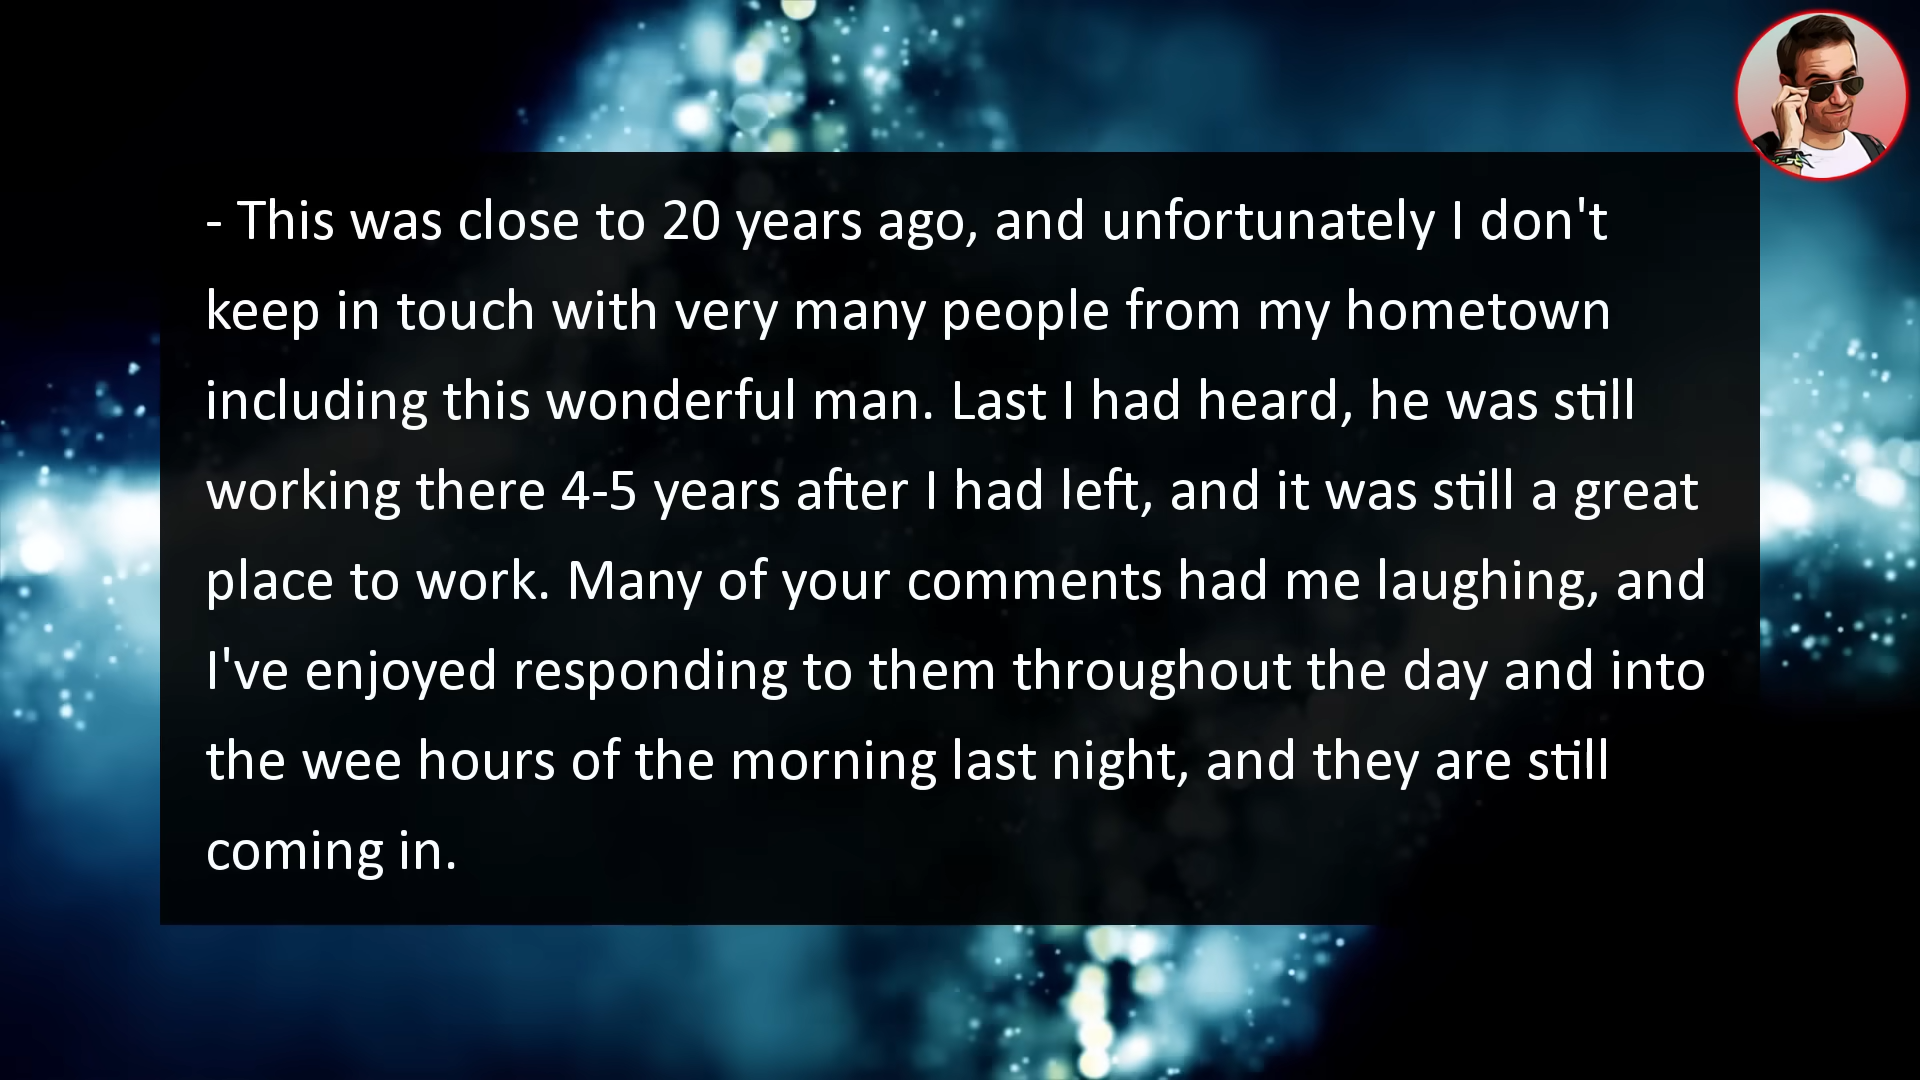 - This was close to 20 years ago, and unfortunately I don't
keep in touch with very many people from my hometown
including this wonderful man. Last I had heard, he was still
working there 4-5 years after I had left, and it was still a great
place to work. Many of your comments had me laughing, and
I've enjoyed responding to them throughout the day and into
the wee hours of the morning last night, and they are still
coming in.